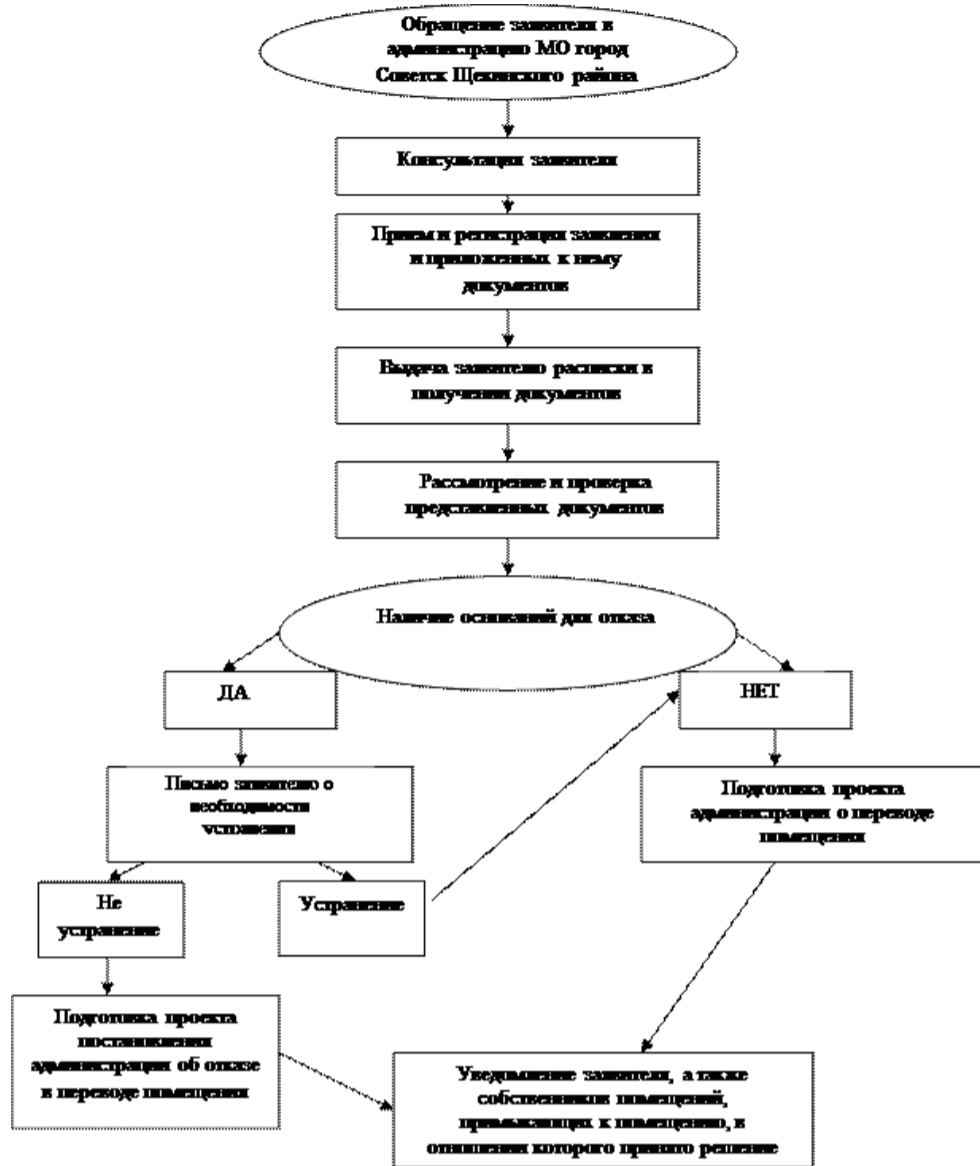 Обращение заявителя в
администрацию МО город
Советск Щекинского района
Консультация заявителя
Прием и регистрация заявления
и приложенных к нему
документов
Выдача заявителю расписки в
получении документов
Рассмотрение и проверка
представленных документов
Наличие оснований для отказа
ДА
НЕТ
Письмо заявителю о
необходимости
Подготовка проекта
администрации о переводе
помещения
Не
устранение
Устранение
Подготовка проекта
постановления
администрации об отказе
в переводе помещения
Уведомление заявителя, а также
собственников помещений,
примыкающих к помещению, в
отношении которого принято решение